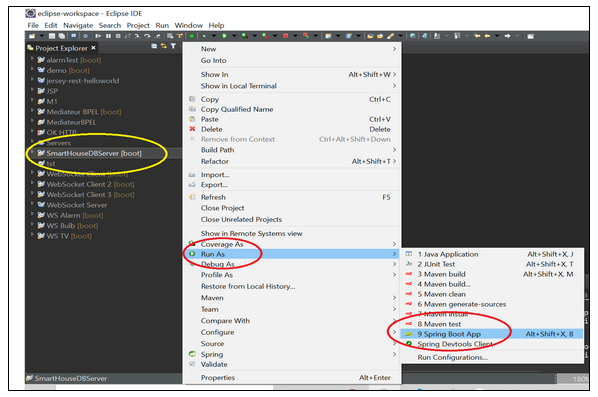 eclipse-workspace - Eclipse IDE
File Edit Navigate Search Project Run Window Help
Project Explorer
alarmTest [boot]
demo [boot]
jersey-rest-helloworld
JSP
M1
Mediateur BPEL [boot]
MediateurBPEL
OK HTTP
Servers
SmartHouseDBServer [boot]
tst
WebSocket Client [boot]
WebSocket Client 2 [boot]
WebSocket Client 3 [boot]
WebSocket Server
WS Alarm [boot]
WS Bulb [boot]
WS TV [boot]
New
Go Into
Show In Alt+Shift+W
Show in Local Terminal
Copy Ctrl+C
Copy Qualified Name
Paste Ctrl+V
Delete Delete
Remove from Context Ctrl+Alt+Shift+Down
Build Path
Refactor Alt+Shift+T
Import...
Export...
Refresh F5
Close Project
Close Unrelated Projects
Show in Remote Systems view
Coverage As
Run As
Debug As
Profile As
Restore from Local History...
Maven
Team
Compare With
Configure
Source
Spring
Validate
Properties Alt+Enter
1 Java Application Alt+Shift+X, J
2 JUnit Test Alt+Shift+X, T
3 Maven build Alt+Shift+X, M
4 Maven build...
5 Maven clean
6 Maven generate-sources
7 Maven install
8 Maven test
9 Spring Boot App Alt+Shift+X, B
Spring Devtools Client
Run Configurations...
SmartHouseDBServer